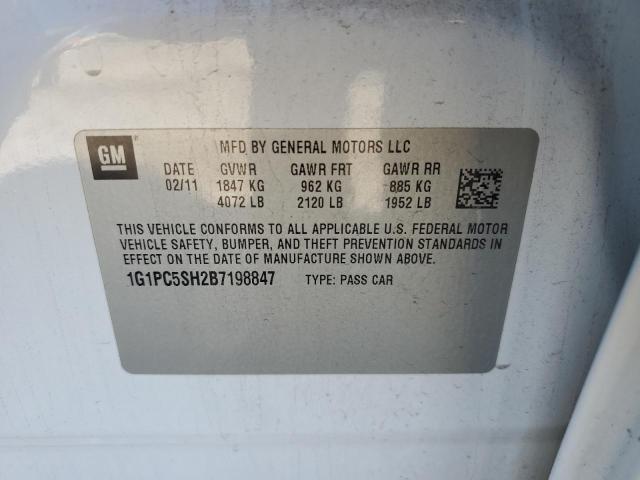 GM
MFD BY GENERAL MOTORS LLC
DATE GVWR GAWR FRT GAWR RR
02/11 1847 KG 962 KG 885 KG
4072 LB 2120 LB 1952 LB
THIS VEHICLE CONFORMS TO ALL APPLICABLE U.S. FEDERAL MOTOR
VEHICLE SAFETY, BUMPER, AND THEFT PREVENTION STANDARDS IN
EFFECT ON THE DATE OF MANUFACTURE SHOWN ABOVE.
1G1PC5SH2B7198847 TYPE: PASS CAR